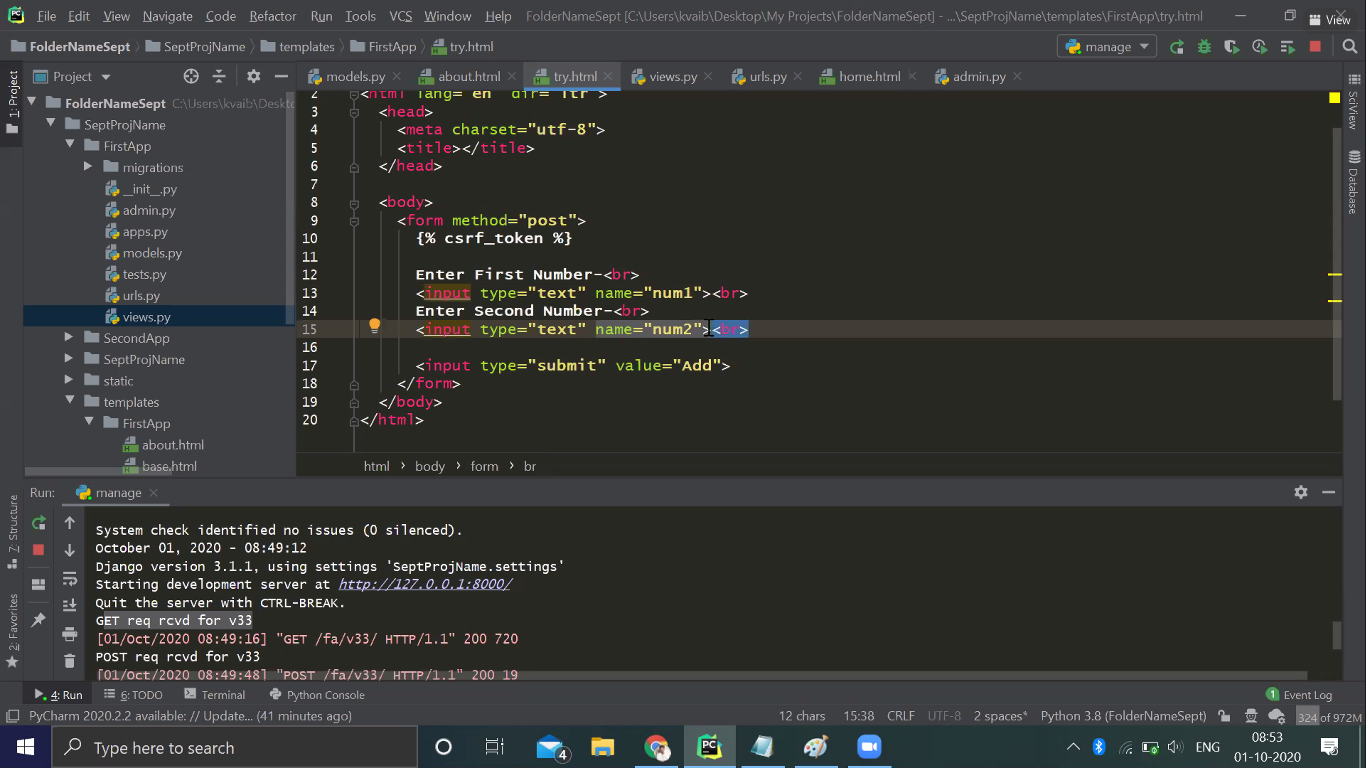 File Edit View Navigate Code Refactor Run Tools VCS Window Help FolderNameSept [C:\Users\kvaib\Desktop\My Projects\FolderNameSept] - ...\SeptProjName\templates\FirstApp\try.html
View
FolderNameSept SeptProjName templates FirstApp try.html manage
1: Project
Project
models.py about.html try.html views.py urls.py home.html admin.py
FolderNameSept C:\Users\kvaib\Deskto
SeptProjName
FirstApp
migrations
__init__.py
admin.py
apps.py
models.py
tests.py
urls.py
views.py
SecondApp
SeptProjName
static
templates
FirstApp
about.html
base.html
2 <html lang="en" dir="ltr">
3 <head>
4 <meta charset="utf-8">
5 <title></title>
6 </head>
7
8 <body>
9 <form method="post">
10 {% csrf_token %}
11
12 Enter First Number-<br>
13 <input type="text" name="num1"><br>
14 Enter Second Number-<br>
15 <input type="text" name="num2"><br>
16
17 <input type="submit" value="Add">
18 </form>
19 </body>
20 </html>
html body form br
SciView
Database
7: Structure
2: Favorites
Run: manage
System check identified no issues (0 silenced).
October 01, 2020 - 08:49:12
Django version 3.1.1, using settings 'SeptProjName.settings'
Starting development server at http://127.0.0.1:8000/
Quit the server with CTRL-BREAK.
GET req rcvd for v33
[01/Oct/2020 08:49:16] "GET /fa/v33/ HTTP/1.1" 200 720
POST req rcvd for v33
[01/Oct/2020 08:49:48] "POST /fa/v33/ HTTP/1.1" 200 19
4: Run 6: TODO Terminal Python Console 1 Event Log
PyCharm 2020.2.2 available: // Update... (41 minutes ago) 12 chars 15:38 CRLF UTF-8 2 spaces* Python 3.8 (FolderNameSept) 324 of 972M
Type here to search
4
PC
ENG
08:53
01-10-2020